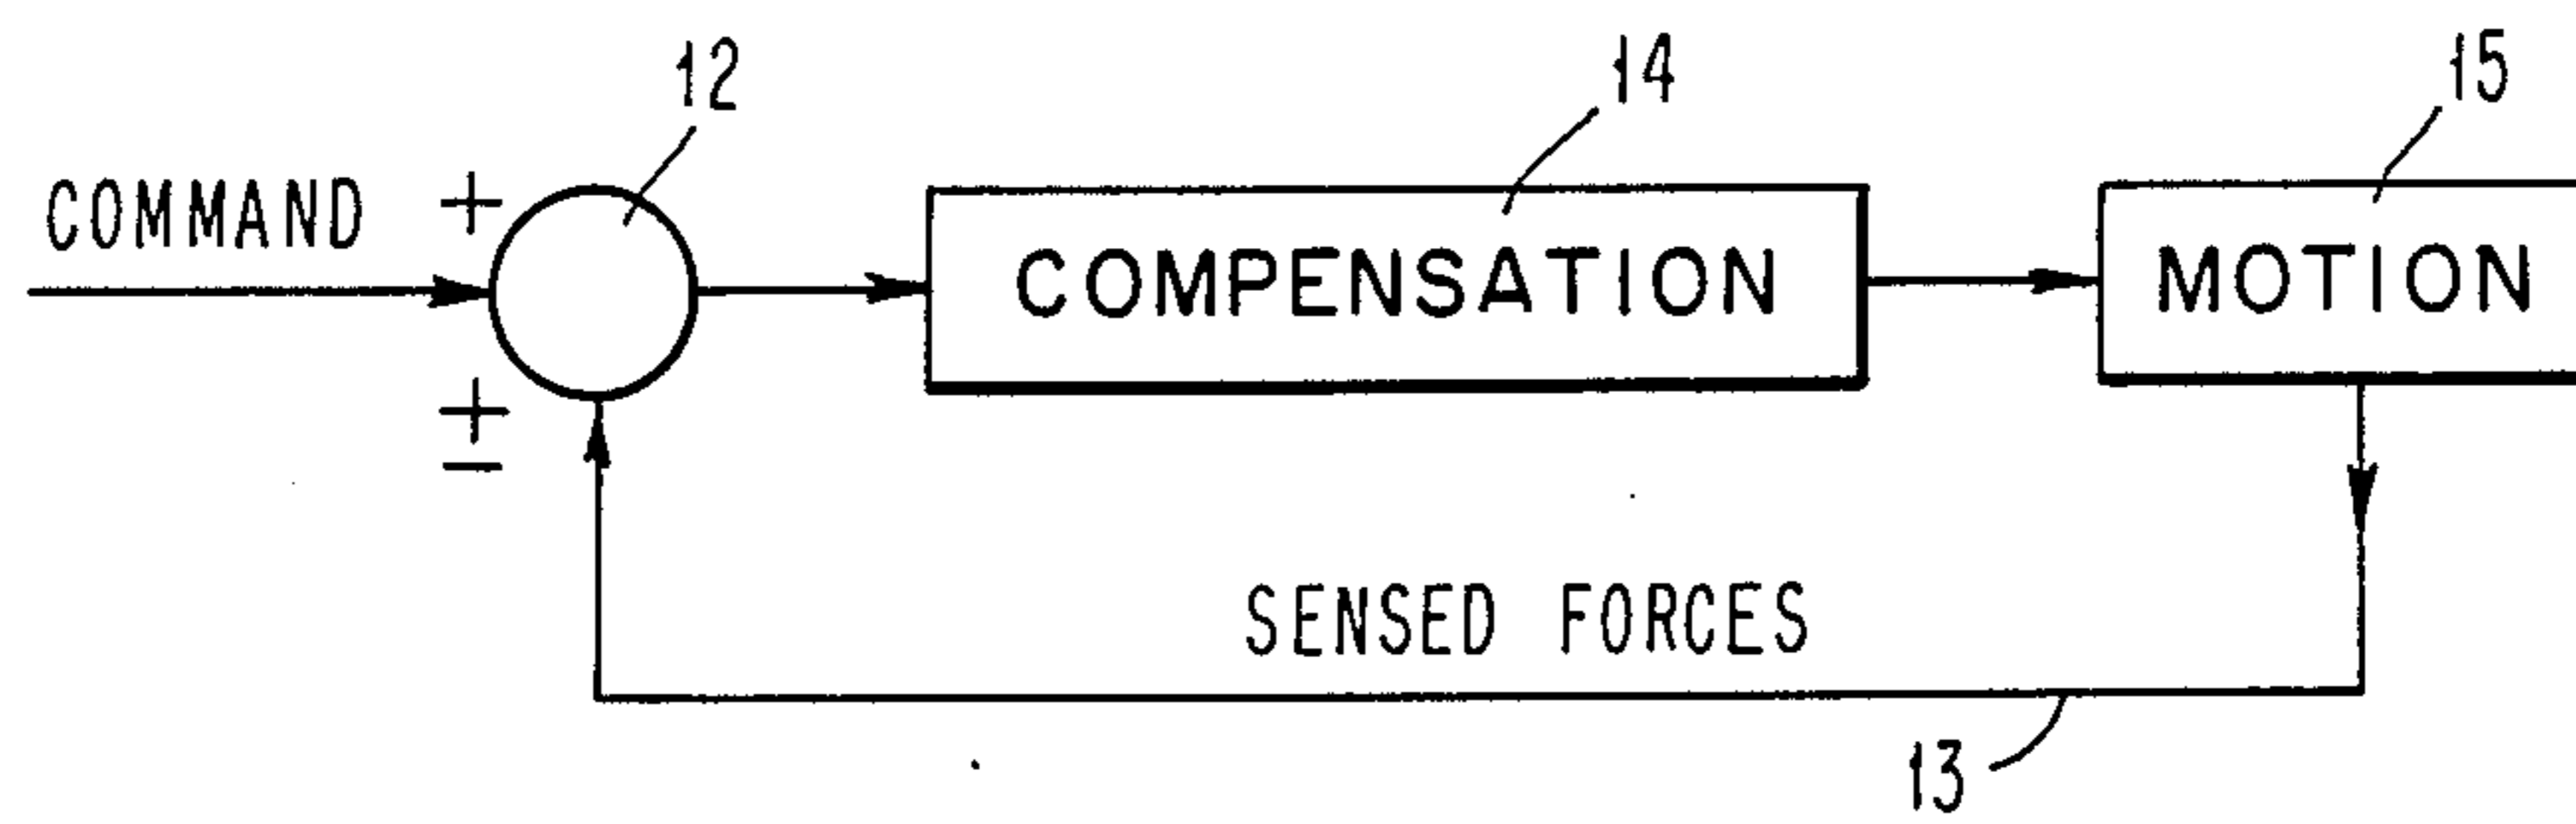 12
14
15
COMMAND
+
COMPENSATION
MOTION
+
−
SENSED FORCES
13